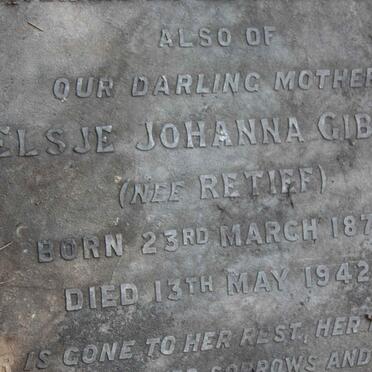 ALSO OF
OUR DARLING MOTHER
ELSJE JOHANNA GIB
(NEE RETIEF)
BORN 23RD MARCH 187
DIED 13TH MAY 1942
IS GONE TO HER REST, HER
SORROWS AND